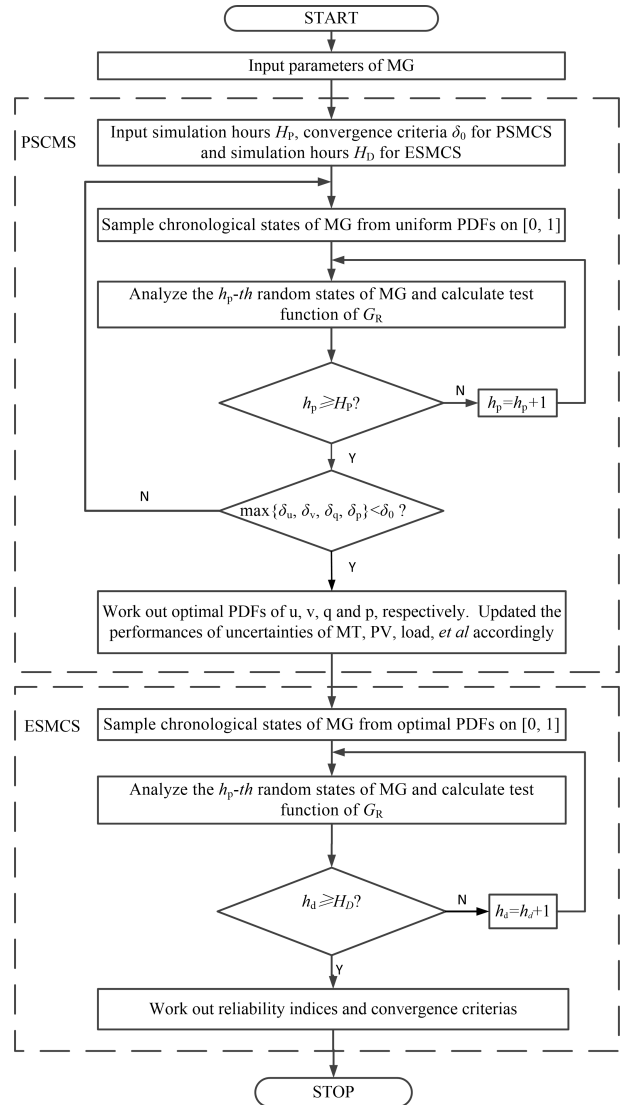 START
Input parameters of MG
PSCMS
Input simulation hours H_P, convergence criteria δ_0 for PSMCS
and simulation hours H_D for ESMCS
Sample chronological states of MG from uniform PDFs on [0, 1]
Analyze the h_p-th random states of MG and calculate test
function of G_R
h_p⩾H_P?
N
h_p=h_p+1
Y
N
max{δ_u, δ_v, δ_q, δ_p}<δ_0 ?
Y
Work out optimal PDFs of u, v, q and p, respectively. Updated the
performances of uncertainties of MT, PV, load, et al accordingly
ESMCS
Sample chronological states of MG from optimal PDFs on [0, 1]
Analyze the h_p-th random states of MG and calculate test
function of G_R
h_d⩾H_D?
N
h_d=h_d+1
Y
Work out reliability indices and convergence criterias
STOP